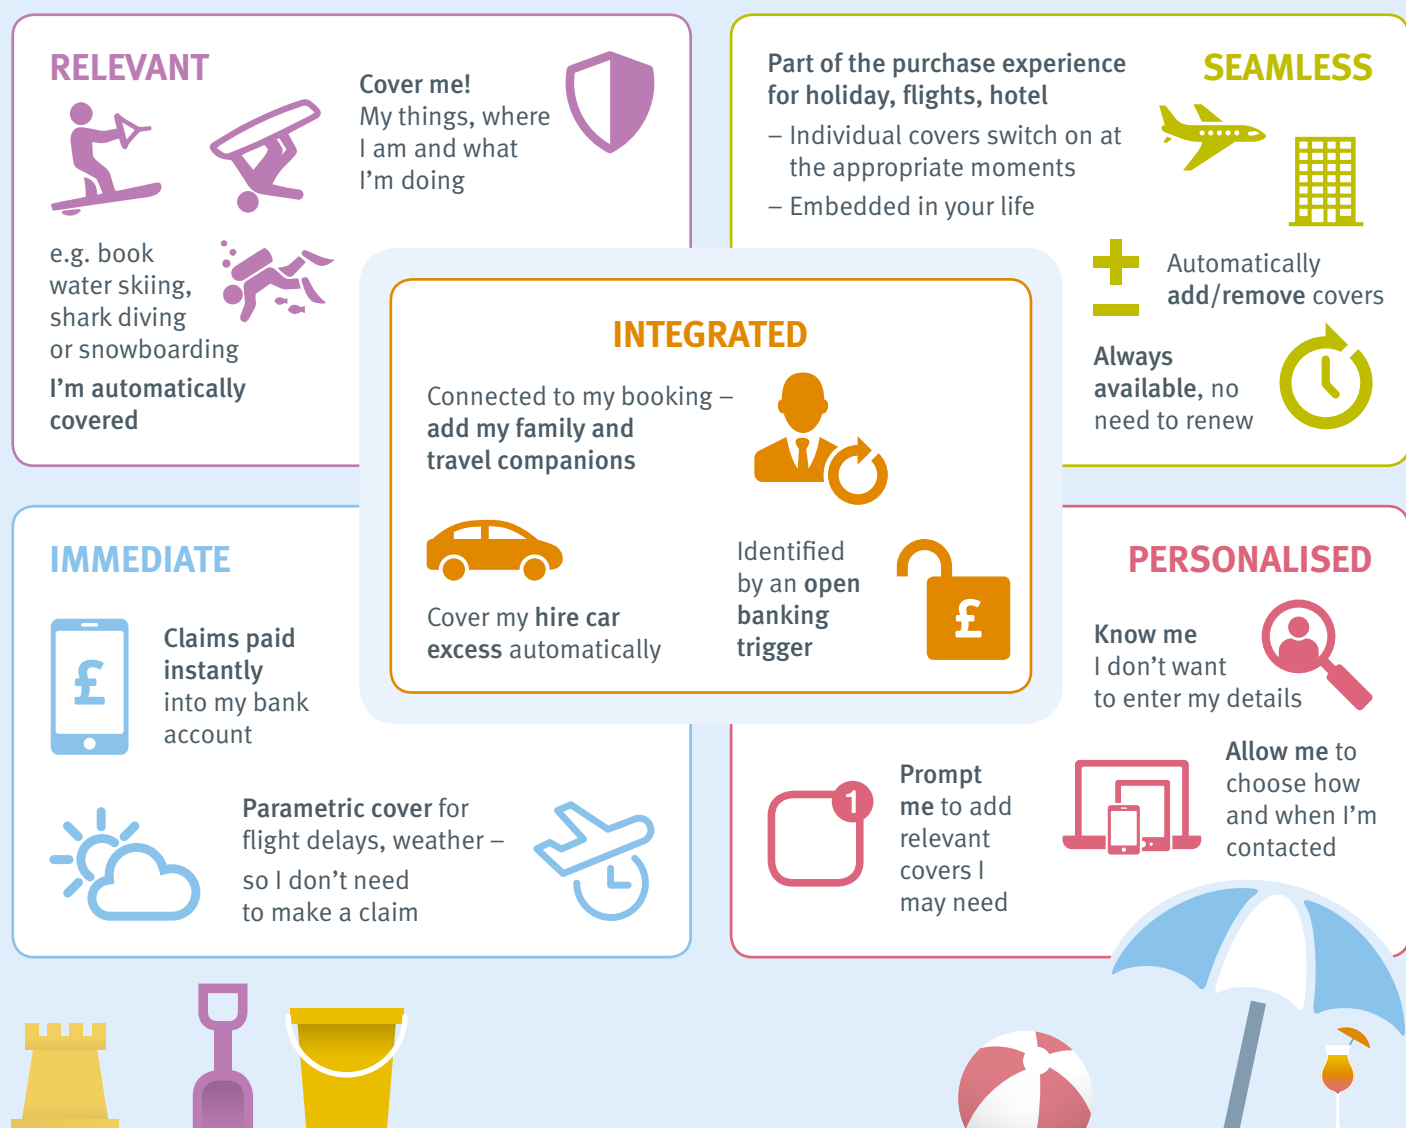 RELEVANT
Cover me!
My things, where
I am and what
I'm doing
e.g. book
water skiing,
shark diving
or snowboarding
I'm automatically
covered
SEAMLESS
Part of the purchase experience
for holiday, flights, hotel
– Individual covers switch on at
the appropriate moments
– Embedded in your life
Automatically
add/remove covers
Always
available, no
need to renew
INTEGRATED
Connected to my booking –
add my family and
travel companions
Cover my hire car
excess automatically
Identified
by an open
banking
trigger
£
IMMEDIATE
£
Claims paid
instantly
into my bank
account
Parametric cover for
flight delays, weather –
so I don't need
to make a claim
PERSONALISED
Know me
I don't want
to enter my details
1
Prompt
me to add
relevant
covers I
may need
Allow me to
choose how
and when I'm
contacted